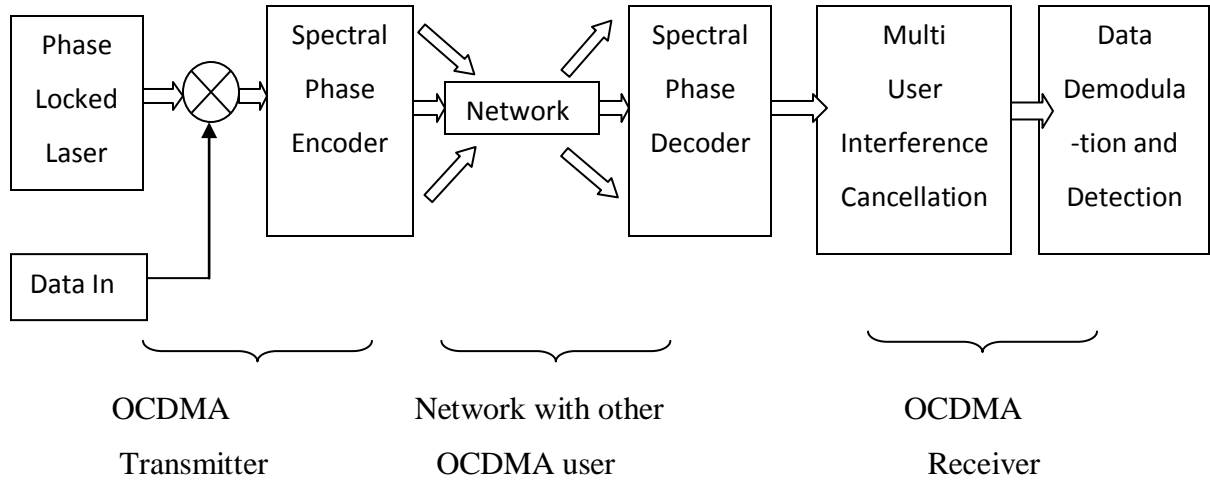 Phase
Locked
Laser
Data In
Spectral
Phase
Encoder
Network
Spectral
Phase
Decoder
Multi
User
Interference
Cancellation
Data
Demodula
-tion and
Detection
OCDMA
Transmitter
Network with other
OCDMA user
OCDMA
Receiver